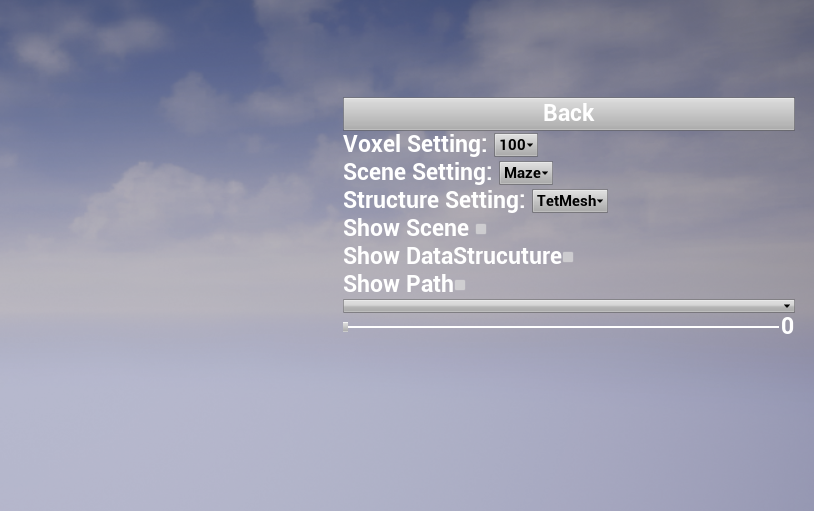 Back
Voxel Setting: 100
Scene Setting: Maze
Structure Setting: TetMesh
Show Scene
Show DataStrucuture
Show Path
0